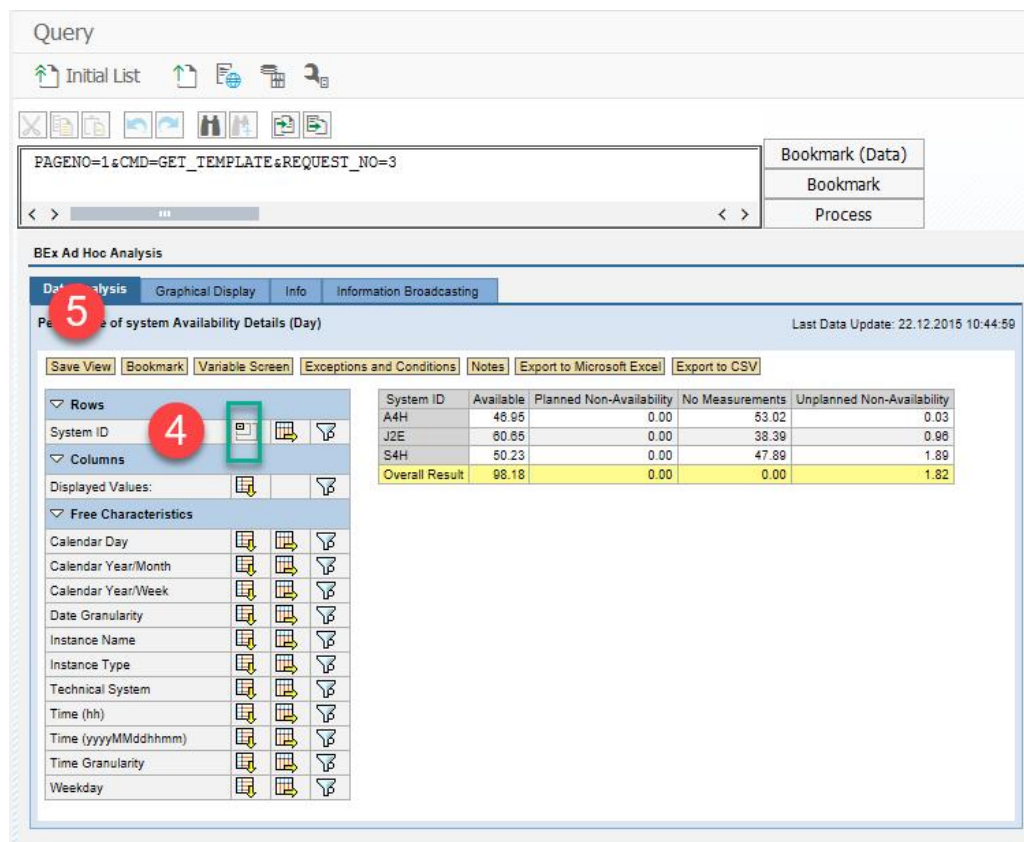 Query
Initial List
PAGENO=1&CMD=GET_TEMPLATE&REQUEST_NO=3
Bookmark (Data)
Bookmark
Process
BEx Ad Hoc Analysis
Graphical Display Info Information Broadcasting
5
of system Availability Details (Day) Last Data Update: 22.12.2015 10:44:59
Save View Bookmark Variable Screen Exceptions and Conditions Notes Export to Microsoft Excel Export to CSV
Rows
System ID
4
Columns
Displayed Values:
Free Characteristics
Calendar Day
Calendar Year/Month
Calendar Year/Week
Date Granularity
Instance Name
Instance Type
Technical System
Time (hh)
Time (yyyyMMddhhmm)
Time Granularity
Weekday
System ID Available Planned Non-Availability No Measurements Unplanned Non-Availability
A4H 46.95 0.00 53.02 0.03
J2E 60.65 0.00 38.39 0.96
S4H 50.23 0.00 47.89 1.89
Overall Result 98.18 0.00 0.00 1.82